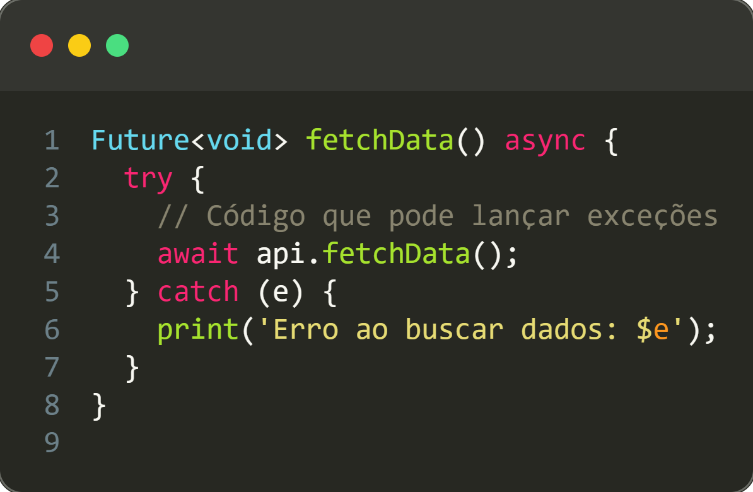 1 Future<void> fetchData() async {
2   try {
3     // Código que pode lançar exceções
4     await api.fetchData();
5   } catch (e) {
6     print('Erro ao buscar dados: $e');
7   }
8 }
9